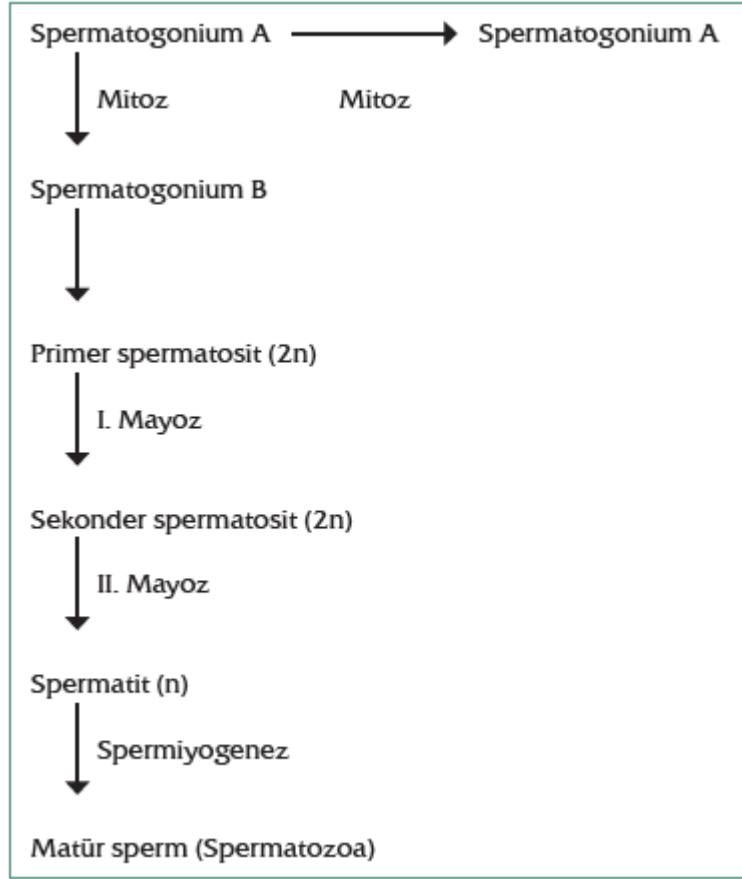 Spermatogonium A Spermatogonium A
Mitoz Mitoz
Spermatogonium B
Primer spermatosit (2n)
I. Mayoz
Sekonder spermatosit (2n)
II. Mayoz
Spermatit (n)
Spermiyogenez
Matür sperm (Spermatozoa)